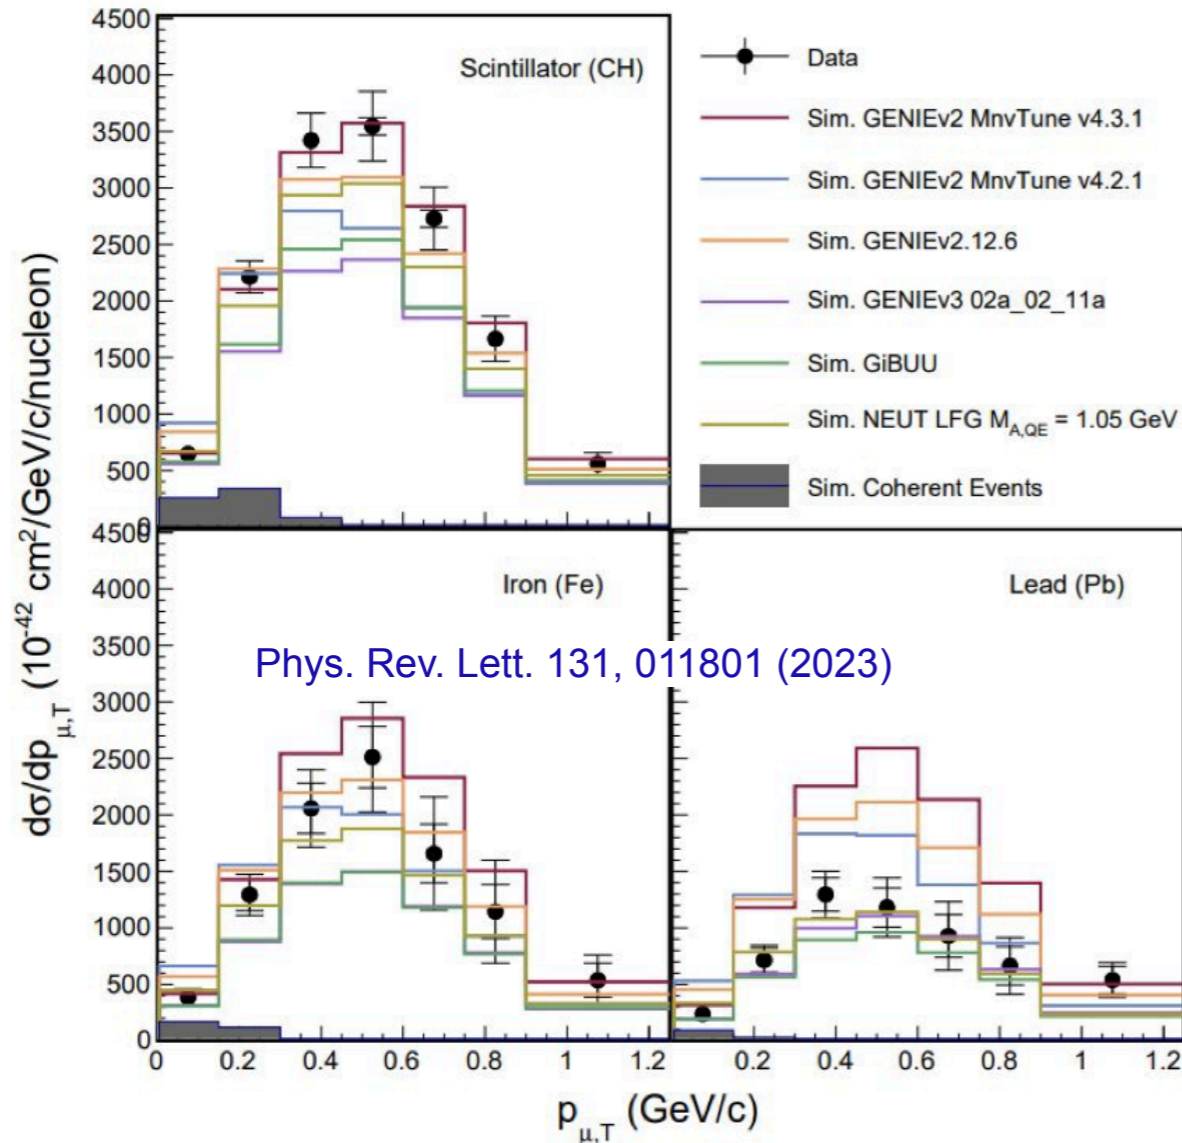 4500
4000
3500
3000
2500
2000
1500
1000
500
0
Scintillator (CH)
Data
Sim. GENIEv2 MnvTune v4.3.1
Sim. GENIEv2 MnvTune v4.2.1
Sim. GENIEv2.12.6
Sim. GENIEv3 02a_02_11a
Sim. GiBUU
Sim. NEUT LFG M_A,QE = 1.05 GeV
Sim. Coherent Events
dσ/dp_μ,T (10⁻⁴² cm²/GeV/c/nucleon)
4500
4000
3500
3000
2500
2000
1500
1000
500
0
Iron (Fe)
Lead (Pb)
Phys. Rev. Lett. 131, 011801 (2023)
0 0.2 0.4 0.6 0.8 1 1.2
0.2 0.4 0.6 0.8 1 1.2
p_μ,T (GeV/c)